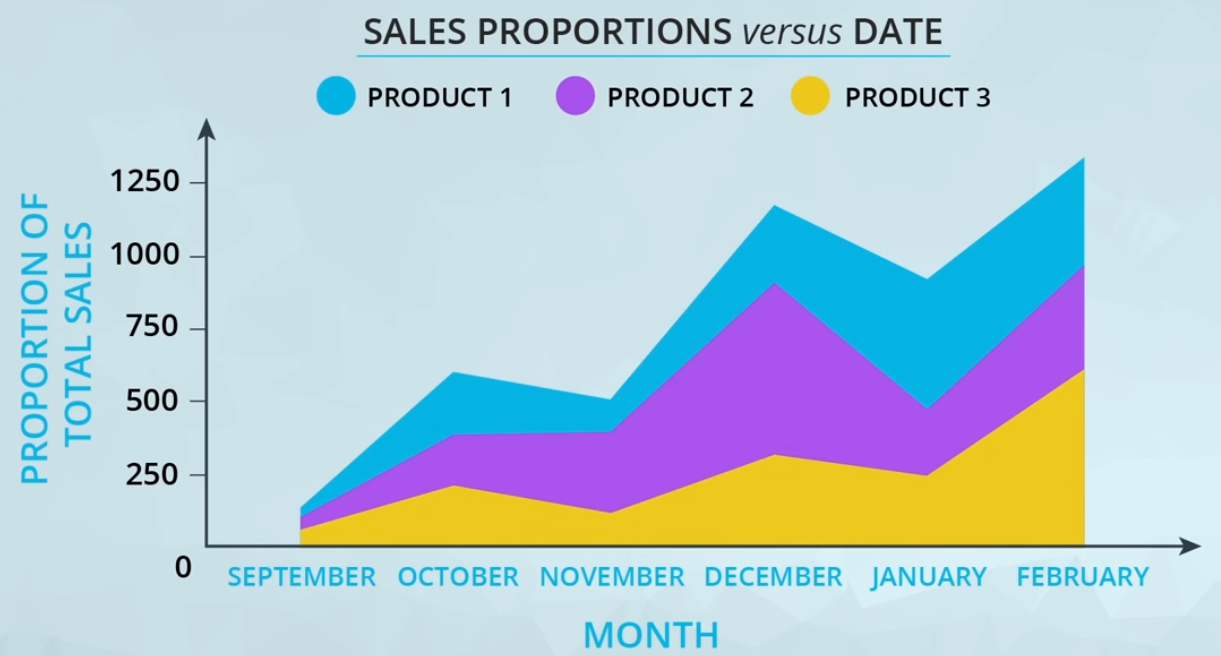 SALES PROPORTIONS versus DATE
PRODUCT 1
PRODUCT 2
PRODUCT 3
PROPORTION OF
TOTAL SALES
1250
1000
750
500
250
0
SEPTEMBER
OCTOBER
NOVEMBER
DECEMBER
JANUARY
FEBRUARY
MONTH